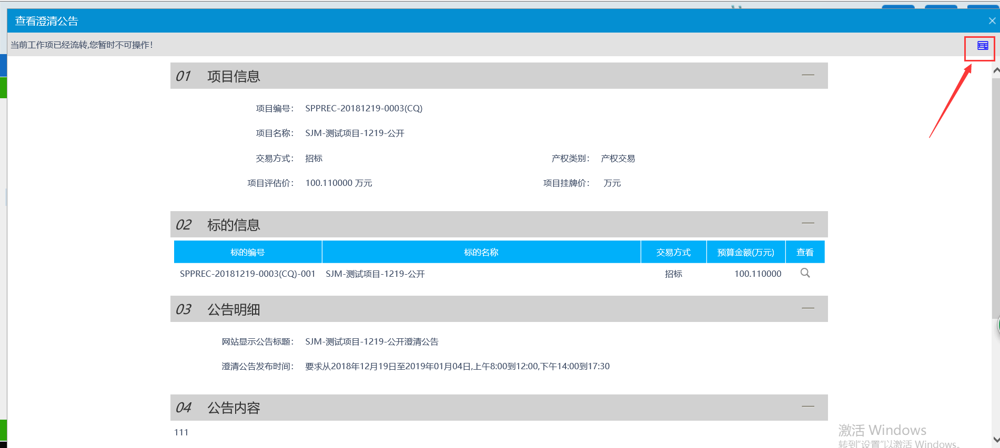 查看澄清公告
当前工作项已经流转,您暂时不可操作!
01 项目信息
项目编号： SPPREC-20181219-0003(CQ)
项目名称： SJM-测试项目-1219-公开
交易方式： 招标 产权类别： 产权交易
项目评估价： 100.110000 万元 项目挂牌价： 万元
02 标的信息
标的编号 标的名称 交易方式 预算金额(万元) 查看
SPPREC-20181219-0003(CQ)-001 SJM-测试项目-1219-公开 招标 100.110000
03 公告明细
网站显示公告标题： SJM-测试项目-1219-公开澄清公告
澄清公告发布时间： 要求从2018年12月19日至2019年01月04日,上午8:00到12:00,下午14:00到17:30
04 公告内容
111
激活 Windows
转到“设置”以激活 Windows。